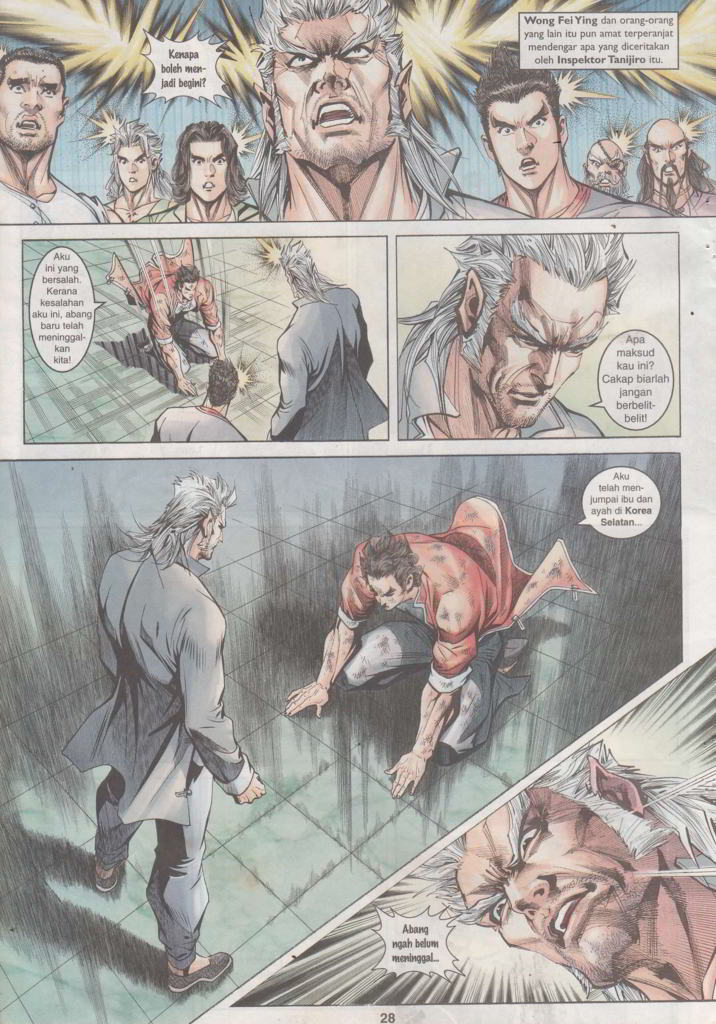 Wong Fei Ying dan orang-orang
yang lain itu pun amat terperanjat
mendengar apa yang diceritakan
oleh Inspektor Tanijiro itu.
Kenapa
boleh men-
jadi begini?
Aku
ini yang
bersalah.
Kerana
kesalahan
aku ini, abang
baru telah
meninggal-
kan
kita!
Apa
maksud
kau ini?
Cakap biarlah
jangan
berbelit-
belit!
Aku
telah men-
jumpai ibu dan
ayah di Korea
Selatan...
Abang
ngah belum
meninggal...
28